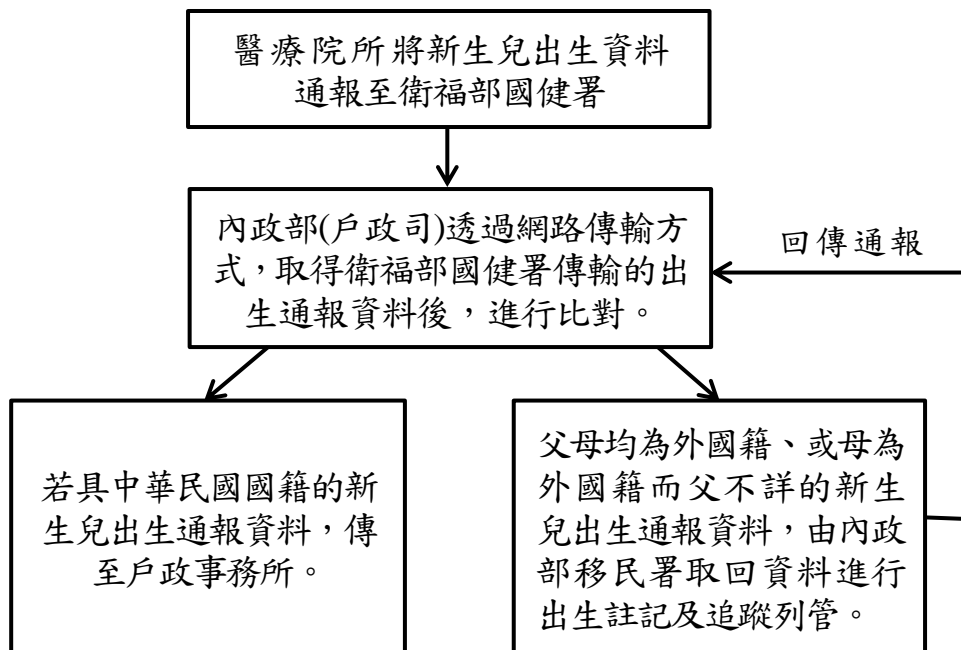 醫療院所將新生兒出生資料
通報至衛福部國健署
內政部(戶政司)透過網路傳輸方
式，取得衛福部國健署傳輸的出
生通報資料後，進行比對。
回傳通報
若具中華民國國籍的新
生兒出生通報資料，傳
至戶政事務所。
父母均為外國籍、或母為
外國籍而父不詳的新生
兒出生通報資料，由內政
部移民署取回資料進行
出生註記及追蹤列管。